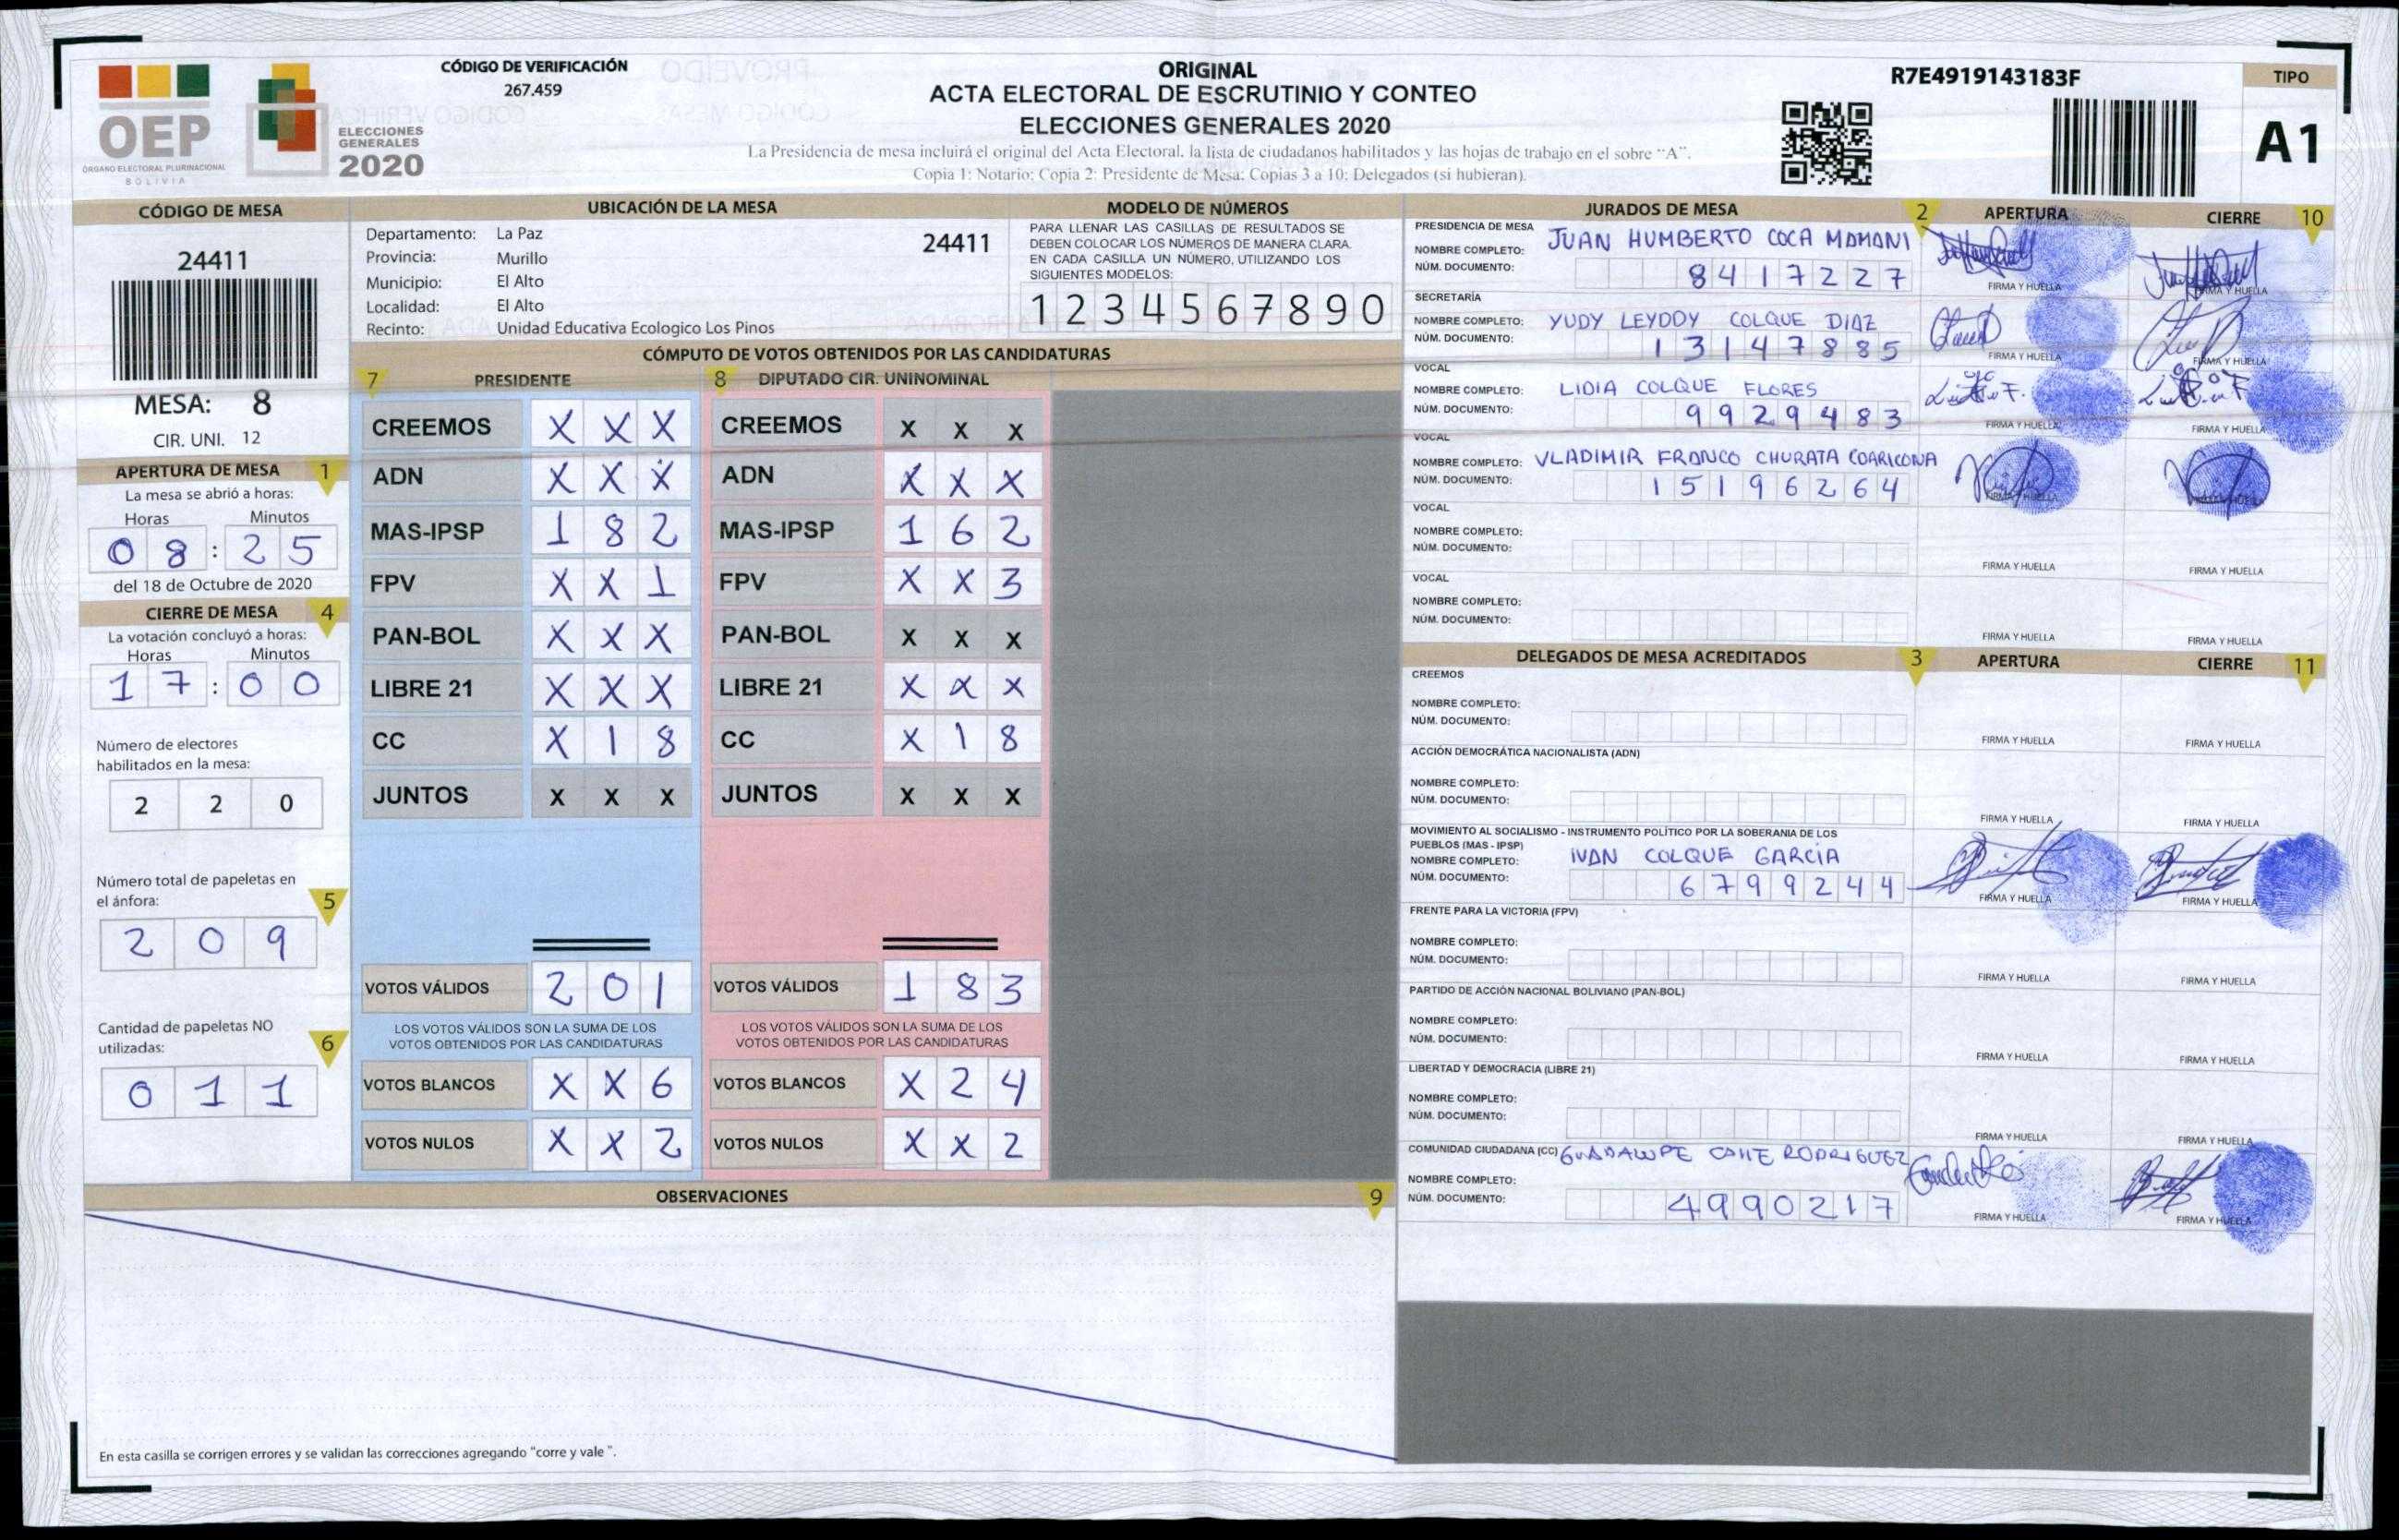 OEP
ÓRGANO ELECTORAL PLURINACIONAL
BOLIVIA
ELECCIONES
GENERALES
2020
CÓDIGO DE VERIFICACIÓN
267.459
ORIGINAL
ACTA ELECTORAL DE ESCRUTINIO Y CONTEO
ELECCIONES GENERALES 2020
La Presidencia de mesa incluirá el original del Acta Electoral, la lista de ciudadanos habilitados y las hojas de trabajo en el sobre "A".
Copia 1: Notario; Copia 2: Presidente de Mesa; Copias 3 a 10: Delegados (si hubieran).
R7E4919143183F
TIPO
A1
CÓDIGO DE MESA
24411
MESA: 8
CIR. UNI. 12
APERTURA DE MESA 1
La mesa se abrió a horas:
Horas Minutos
08:25
del 18 de Octubre de 2020
CIERRE DE MESA 4
La votación concluyó a horas:
Horas Minutos
17:00
Número de electores
habilitados en la mesa:
2 2 0
Número total de papeletas en
el ánfora: 5
2 0 9
Cantidad de papeletas NO
utilizadas: 6
0 1 1
UBICACIÓN DE LA MESA
Departamento: La Paz 24411
Provincia: Murillo
Municipio: El Alto
Localidad: El Alto
Recinto: Unidad Educativa Ecologico Los Pinos
MODELO DE NÚMEROS
PARA LLENAR LAS CASILLAS DE RESULTADOS SE
DEBEN COLOCAR LOS NÚMEROS DE MANERA CLARA.
EN CADA CASILLA UN NÚMERO, UTILIZANDO LOS
SIGUIENTES MODELOS:
1 2 3 4 5 6 7 8 9 0
CÓMPUTO DE VOTOS OBTENIDOS POR LAS CANDIDATURAS
7 PRESIDENTE 8 DIPUTADO CIR. UNINOMINAL
CREEMOS X X X CREEMOS X X X
ADN X X X ADN X X X
MAS-IPSP 1 8 2 MAS-IPSP 1 6 2
FPV X X 1 FPV X X 3
PAN-BOL X X X PAN-BOL X X X
LIBRE 21 X X X LIBRE 21 X X X
CC X 1 8 CC X 1 8
JUNTOS X X X JUNTOS X X X
VOTOS VÁLIDOS 2 0 1 VOTOS VÁLIDOS 1 8 3
LOS VOTOS VÁLIDOS SON LA SUMA DE LOS LOS VOTOS VÁLIDOS SON LA SUMA DE LOS
VOTOS OBTENIDOS POR LAS CANDIDATURAS VOTOS OBTENIDOS POR LAS CANDIDATURAS
VOTOS BLANCOS X X 6 VOTOS BLANCOS X 2 4
VOTOS NULOS X X 2 VOTOS NULOS X X 2
OBSERVACIONES 9
En esta casilla se corrigen errores y se validan las correcciones agregando "corre y vale ".
JURADOS DE MESA 2 APERTURA CIERRE 10
PRESIDENCIA DE MESA
NOMBRE COMPLETO: JUAN HUMBERTO COCA MAMANI
NÚM. DOCUMENTO: 8417227
FIRMA Y HUELLA FIRMA Y HUELLA
SECRETARÍA
NOMBRE COMPLETO: YUDY LEYDDY COLQUE DIAZ
NÚM. DOCUMENTO: 13147885
FIRMA Y HUELLA FIRMA Y HUELLA
VOCAL
NOMBRE COMPLETO: LIDIA COLQUE FLORES
NÚM. DOCUMENTO: 9929483
FIRMA Y HUELLA FIRMA Y HUELLA
VOCAL
NOMBRE COMPLETO: VLADIMIR FRANCO CHURATA COARICONA
NÚM. DOCUMENTO: 15196264
FIRMA Y HUELLA FIRMA Y HUELLA
VOCAL
NOMBRE COMPLETO:
NÚM. DOCUMENTO:
FIRMA Y HUELLA FIRMA Y HUELLA
VOCAL
NOMBRE COMPLETO:
NÚM. DOCUMENTO:
FIRMA Y HUELLA FIRMA Y HUELLA
DELEGADOS DE MESA ACREDITADOS 3 APERTURA CIERRE 11
CREEMOS
NOMBRE COMPLETO:
NÚM. DOCUMENTO:
FIRMA Y HUELLA FIRMA Y HUELLA
ACCIÓN DEMOCRÁTICA NACIONALISTA (ADN)
NOMBRE COMPLETO:
NÚM. DOCUMENTO:
FIRMA Y HUELLA FIRMA Y HUELLA
MOVIMIENTO AL SOCIALISMO - INSTRUMENTO POLÍTICO POR LA SOBERANIA DE LOS
PUEBLOS (MAS - IPSP)
NOMBRE COMPLETO: IVAN COLQUE GARCIA
NÚM. DOCUMENTO: 6799244
FIRMA Y HUELLA FIRMA Y HUELLA
FRENTE PARA LA VICTORIA (FPV)
NOMBRE COMPLETO:
NÚM. DOCUMENTO:
FIRMA Y HUELLA FIRMA Y HUELLA
PARTIDO DE ACCIÓN NACIONAL BOLIVIANO (PAN-BOL)
NOMBRE COMPLETO:
NÚM. DOCUMENTO:
FIRMA Y HUELLA FIRMA Y HUELLA
LIBERTAD Y DEMOCRACIA (LIBRE 21)
NOMBRE COMPLETO:
NÚM. DOCUMENTO:
FIRMA Y HUELLA FIRMA Y HUELLA
COMUNIDAD CIUDADANA (CC) GUADALUPE RODRIGUEZ
NOMBRE COMPLETO:
NÚM. DOCUMENTO: 4990217
FIRMA Y HUELLA FIRMA Y HUELLA